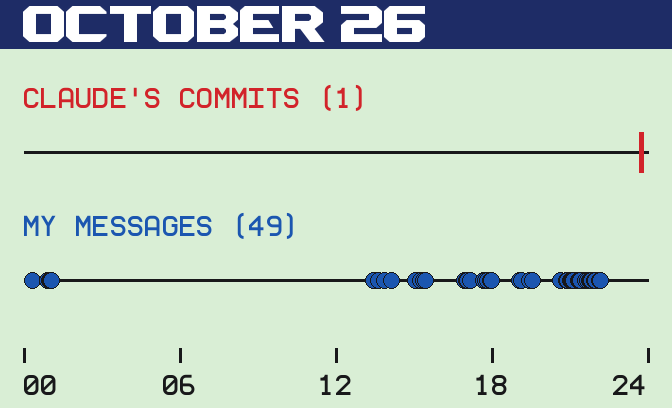 OCTOBER 26
CLAUDE'S COMMITS (1)
MY MESSAGES (49)
00 06 12 18 24